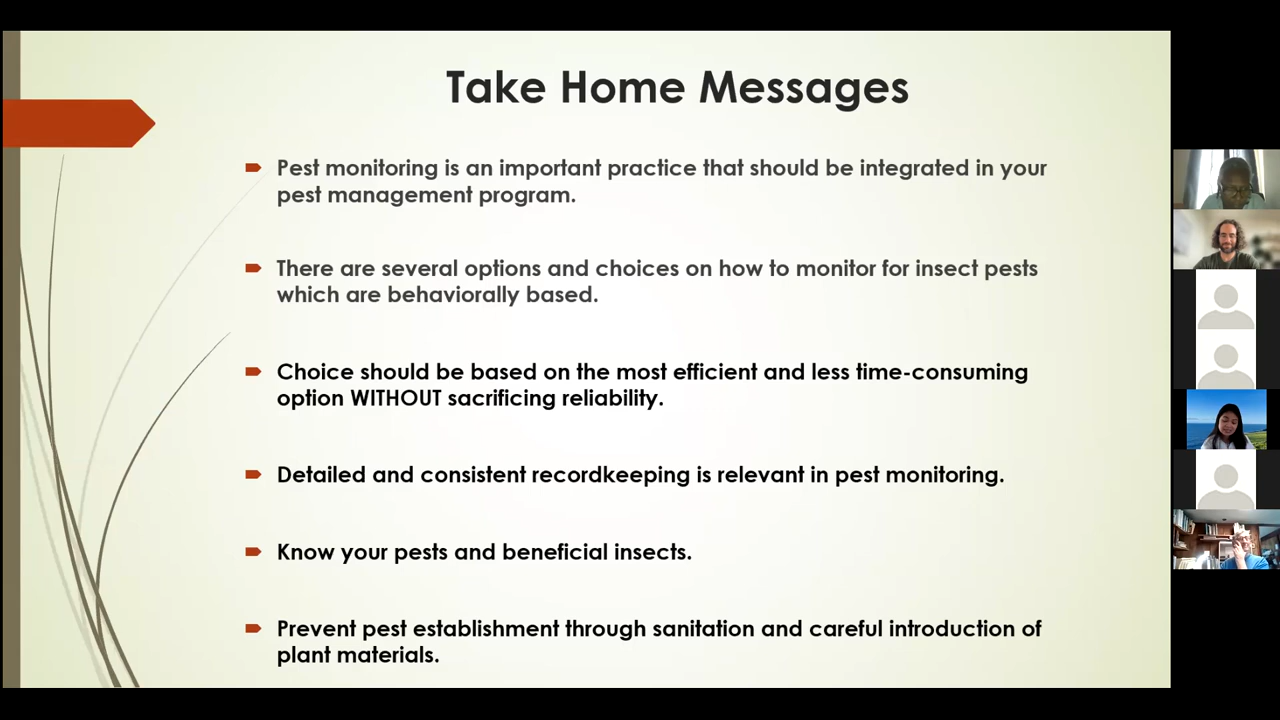 Take Home Messages
Pest monitoring is an important practice that should be integrated in your
pest management program.
There are several options and choices on how to monitor for insect pests
which are behaviorally based.
Choice should be based on the most efficient and less time-consuming
option WITHOUT sacrificing reliability.
Detailed and consistent recordkeeping is relevant in pest monitoring.
Know your pests and beneficial insects.
Prevent pest establishment through sanitation and careful introduction of
plant materials.